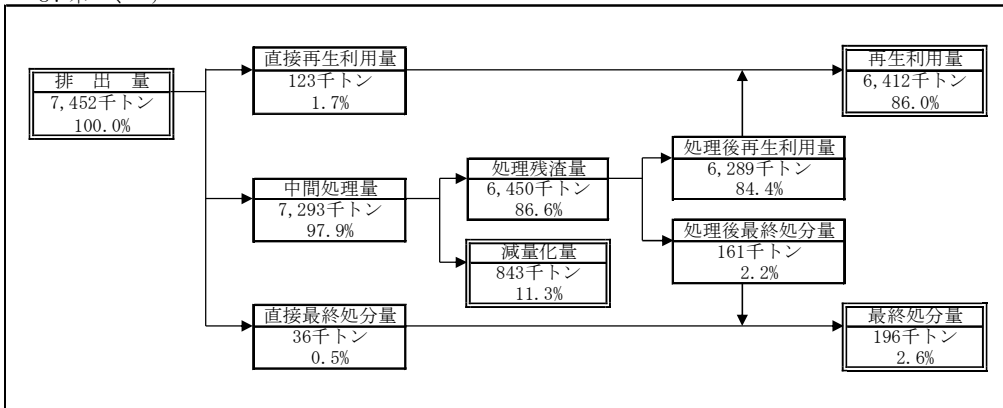 排 出 量
7,452千トン
100.0%
直接再生利用量
123千トン
1.7%
再生利用量
6,412千トン
86.0%
中間処理量
7,293千トン
97.9%
処理残渣量
6,450千トン
86.6%
処理後再生利用量
6,289千トン
84.4%
減量化量
843千トン
11.3%
処理後最終処分量
161千トン
2.2%
直接最終処分量
36千トン
0.5%
最終処分量
196千トン
2.6%